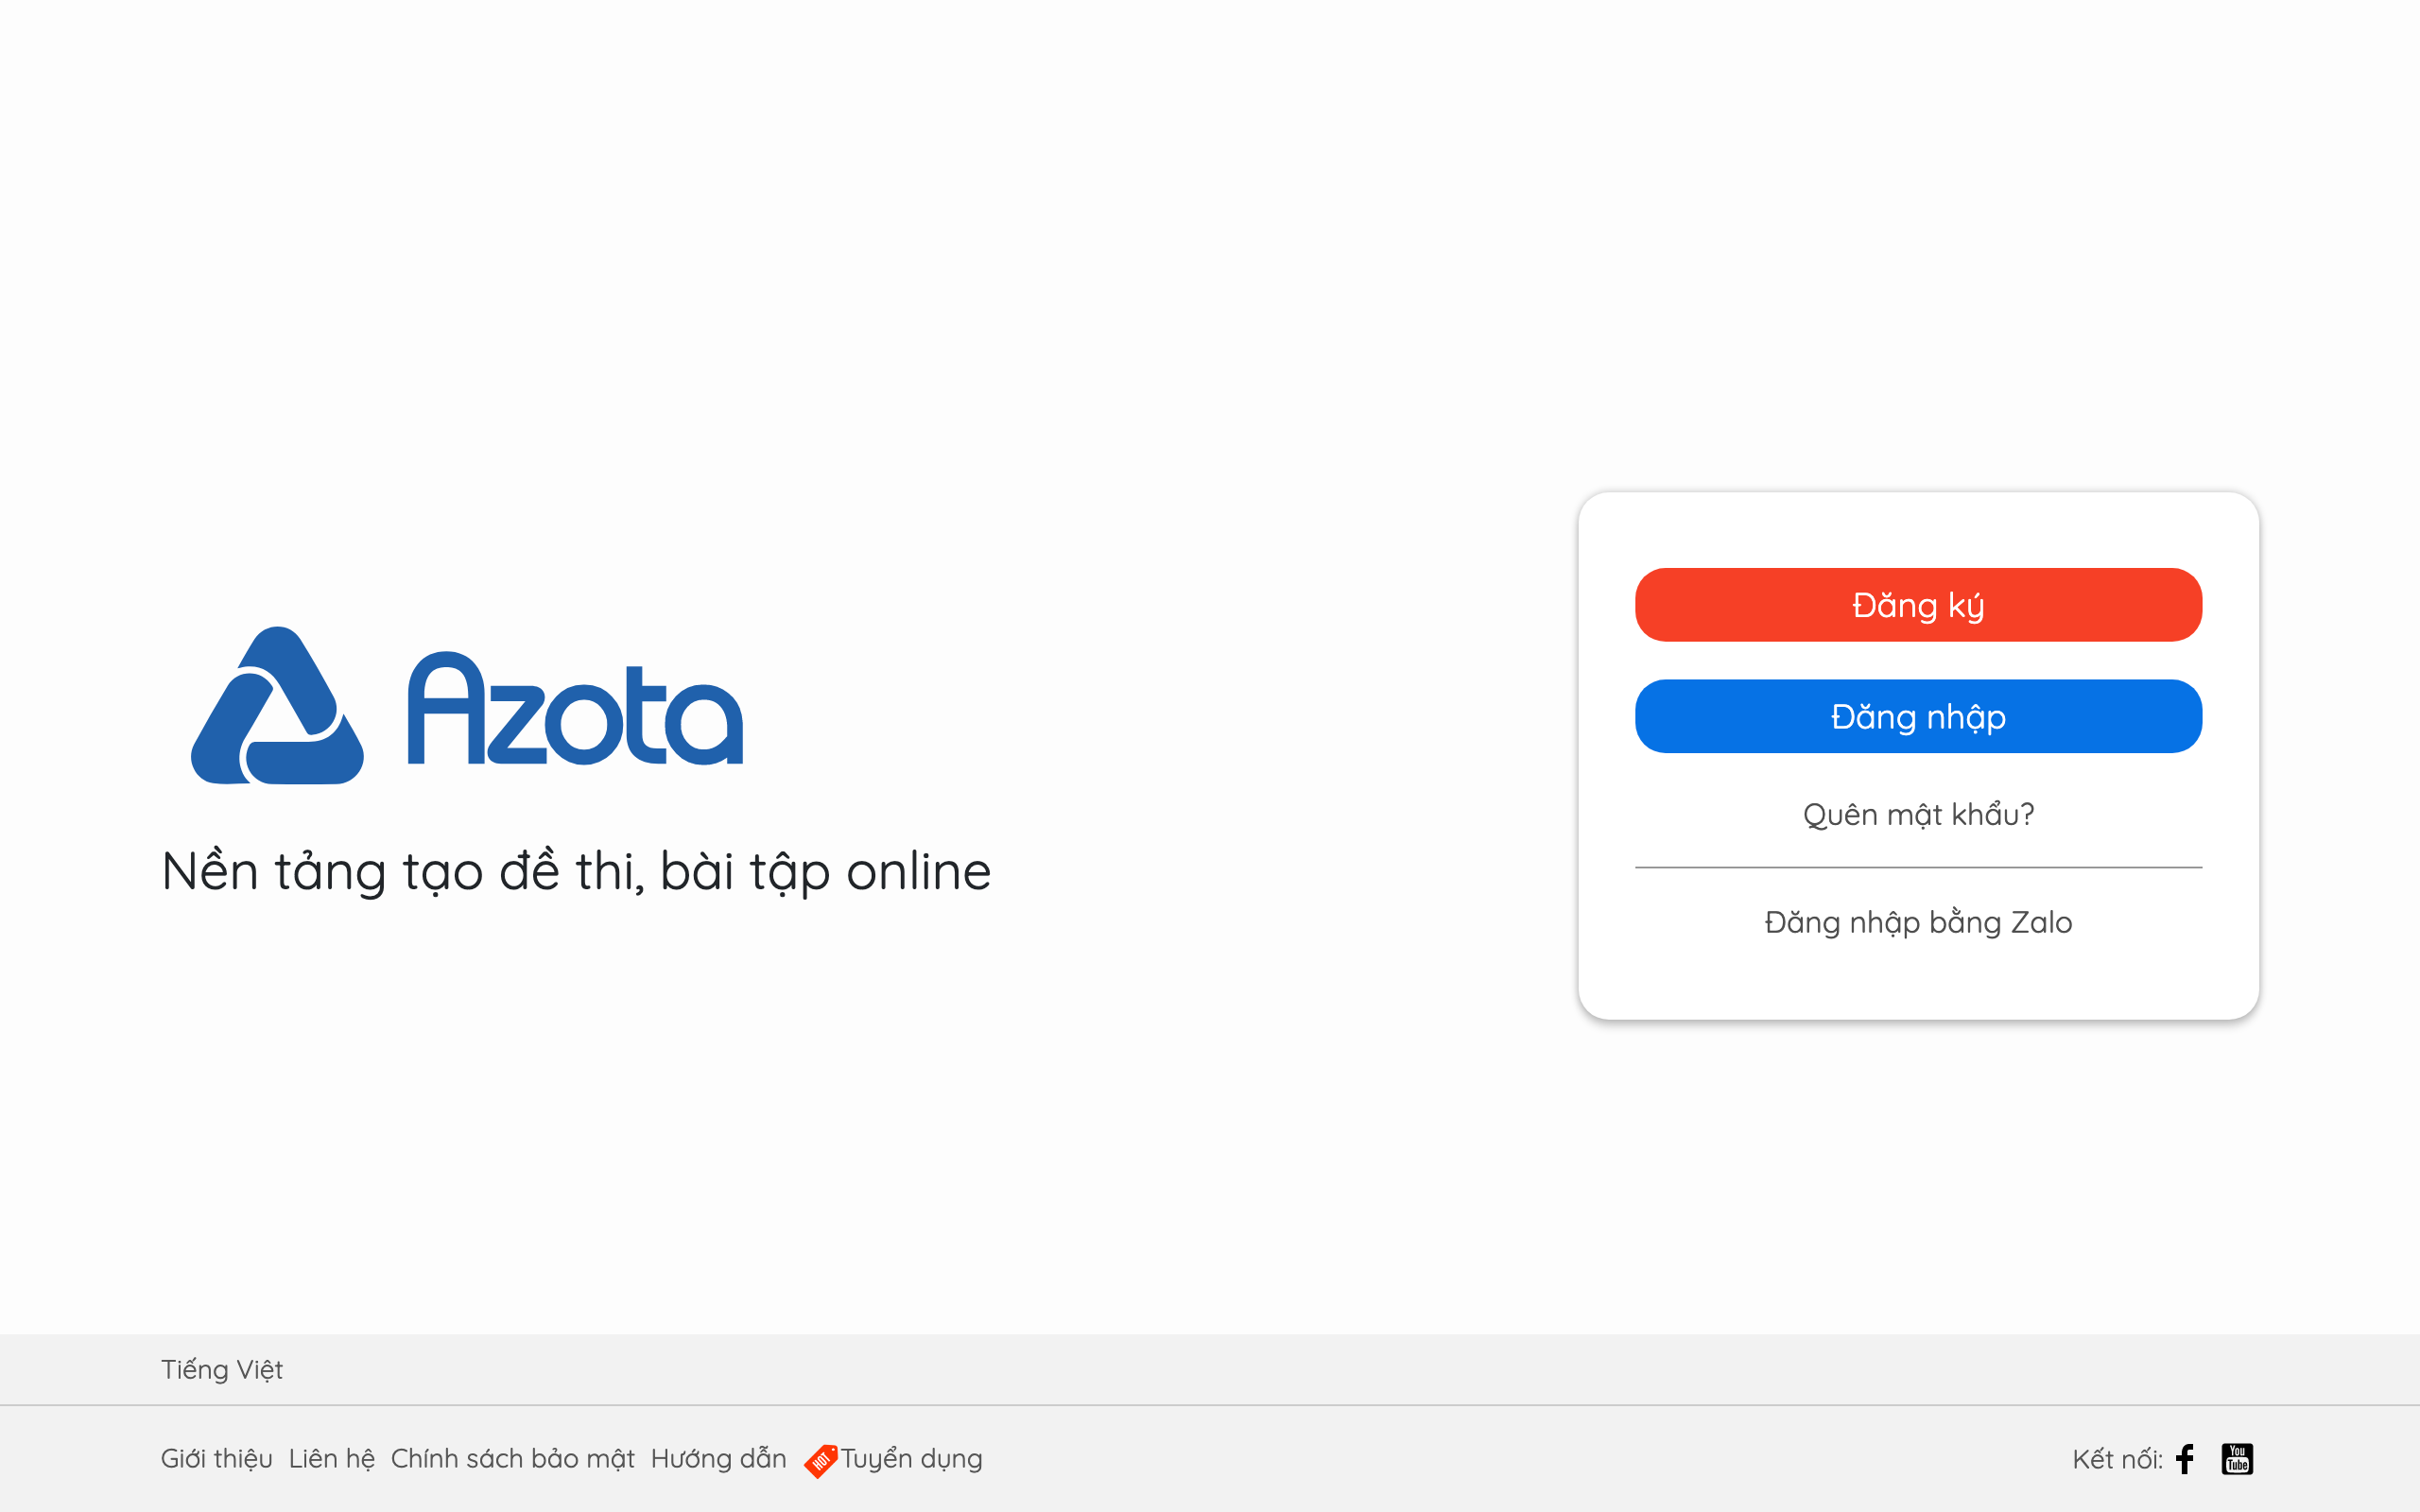 Azota
Nền tảng tạo đề thi, bài tập online
Đăng ký
Đăng nhập
Quên mật khẩu?
Đăng nhập bằng Zalo
Tiếng Việt
Giới thiệu Liên hệ Chính sách bảo mật Hướng dẫn HOT Tuyển dụng
Kết nối: You Tube